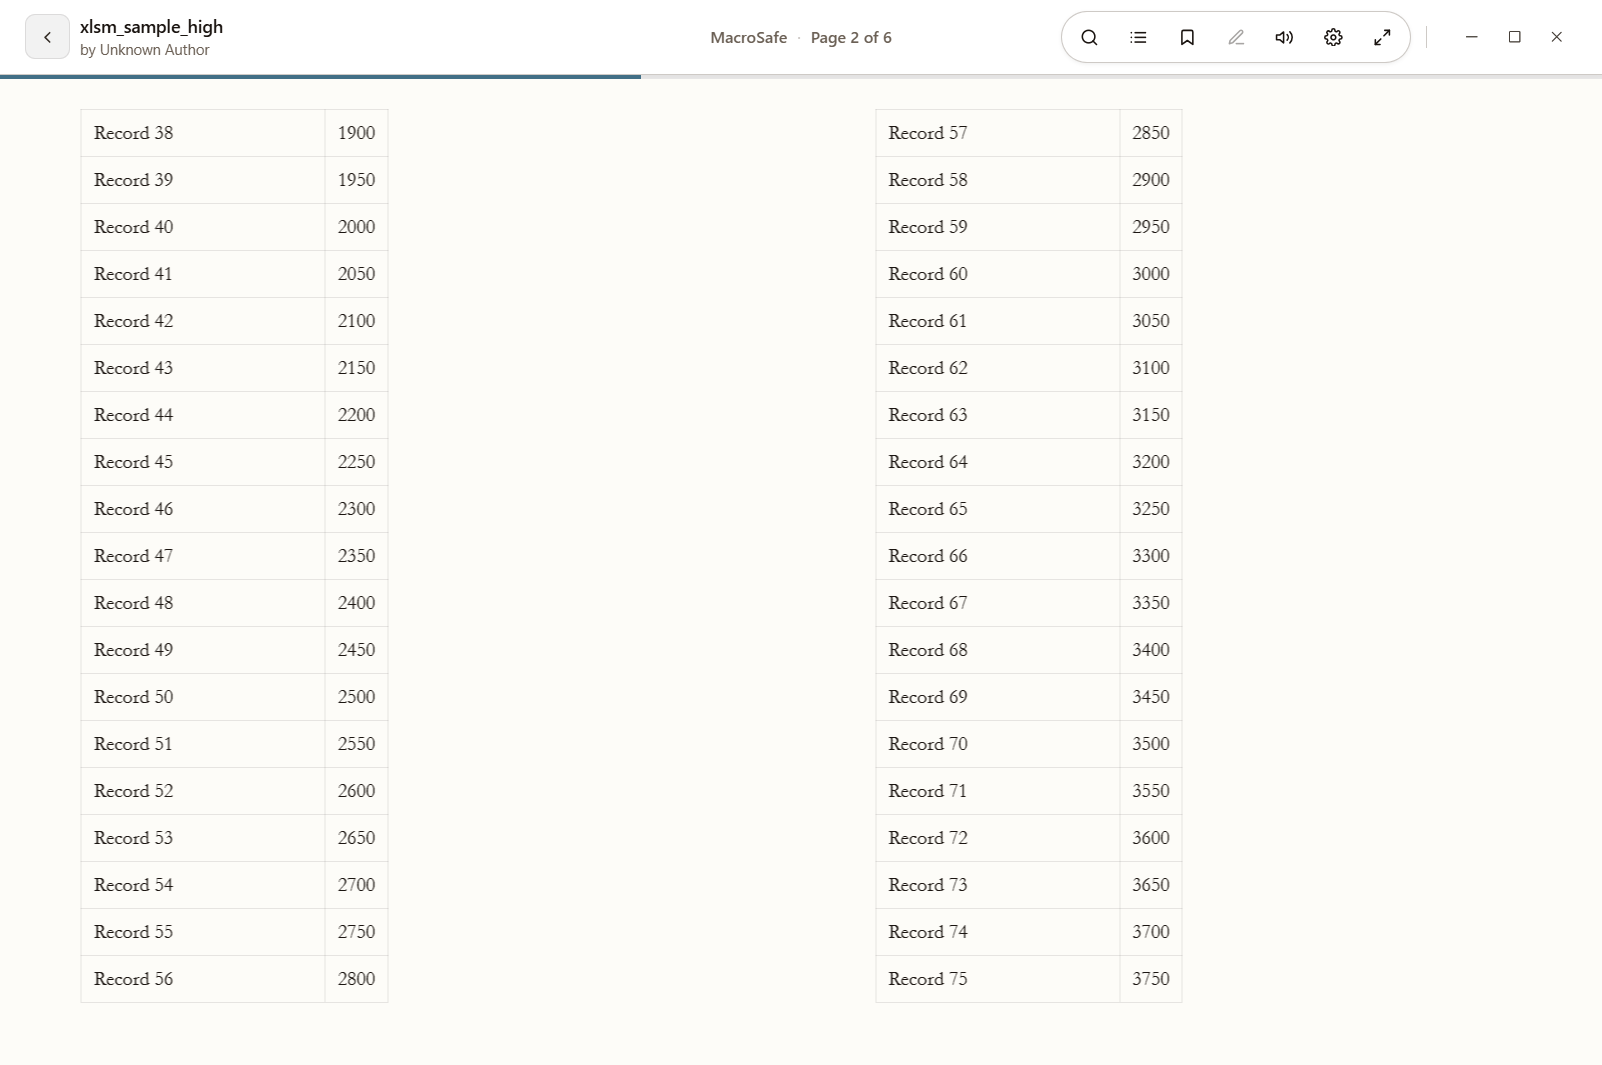 xlsm_sample_high
by Unknown Author
MacroSafe · Page 2 of 6
Record 38 1900
Record 39 1950
Record 40 2000
Record 41 2050
Record 42 2100
Record 43 2150
Record 44 2200
Record 45 2250
Record 46 2300
Record 47 2350
Record 48 2400
Record 49 2450
Record 50 2500
Record 51 2550
Record 52 2600
Record 53 2650
Record 54 2700
Record 55 2750
Record 56 2800
Record 57 2850
Record 58 2900
Record 59 2950
Record 60 3000
Record 61 3050
Record 62 3100
Record 63 3150
Record 64 3200
Record 65 3250
Record 66 3300
Record 67 3350
Record 68 3400
Record 69 3450
Record 70 3500
Record 71 3550
Record 72 3600
Record 73 3650
Record 74 3700
Record 75 3750